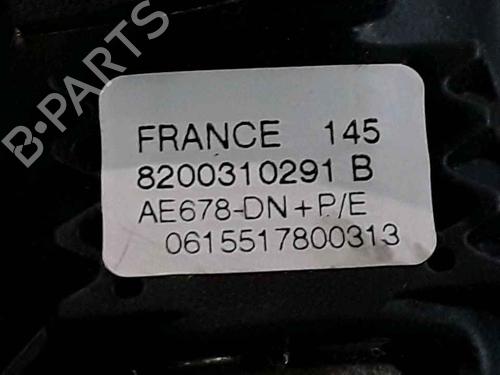 B-PARTS
FRANCE 145
8200310291 B
AE678-DN+P/E
0615517800313